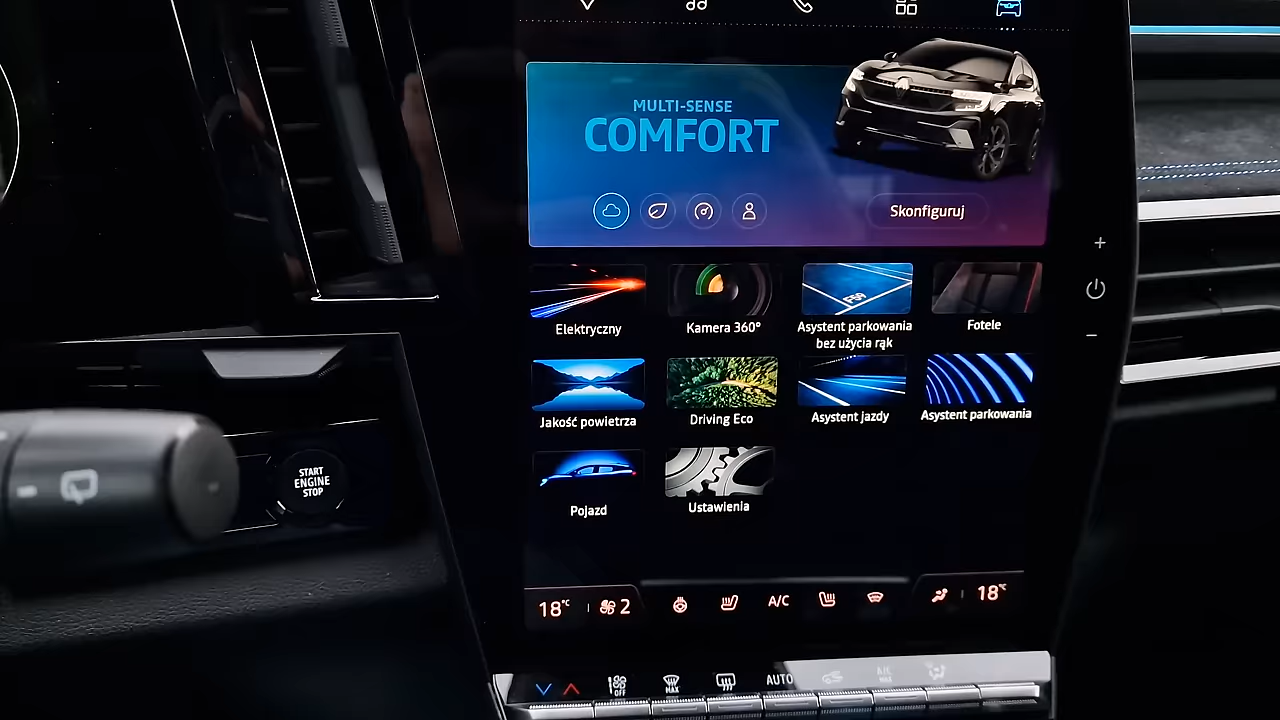 MULTI-SENSE
COMFORT
Skonfiguruj
Elektryczny
Kamera 360°
Asystent parkowania
bez użycia rąk
Fotele
Jakość powietrza
Driving Eco
Asystent jazdy
Asystent parkowania
Pojazd
Ustawienia
START
ENGINE
STOP
18°C
2
A/C
18°C
OFF
MAX
AUTO
A/C
MAX